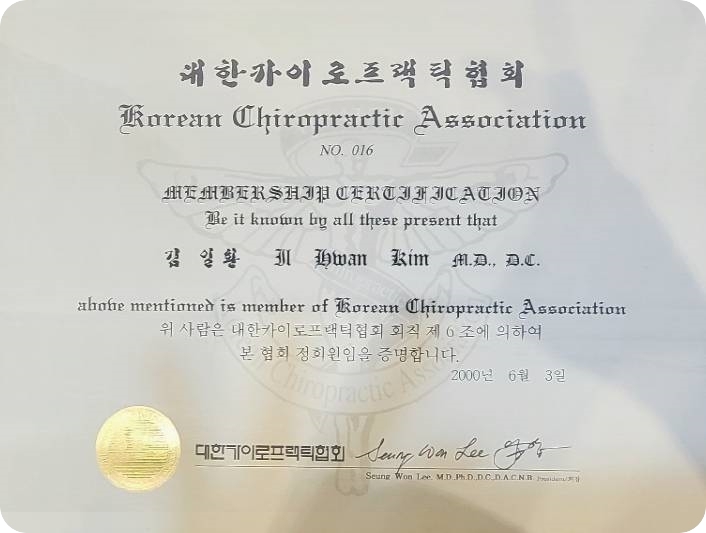 대한카이로프랙틱협회
Korean Chiropractic Association
NO. 016
MEMBERSHIP CERTIFICATION
Be it known by all these present that
김 일 환 Il Hwan Kim M.D., D.C.
above mentioned is member of Korean Chiropractic Association
위 사람은 대한카이로프랙틱협회 회칙 제 6 조에 의하여
본 협회 정회원임을 증명합니다.
2000년 6월 3일
대한카이로프랙틱협회 Seung Won Lee
Seung Won Lee, M.D.,Ph.D.,D.C.,D.A.C.N.B. President/회장